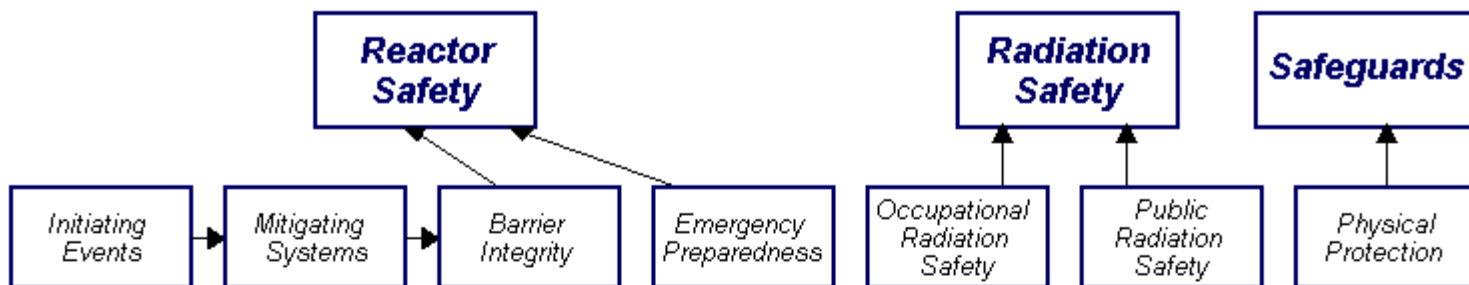 Reactor
Safety
Radiation
Safety
Safeguards
Initiating
Events
Mitigating
Systems
Barrier
Integrity
Emergency
Preparedness
Occupational
Radiation
Safety
Public
Radiation
Safety
Physical
Protection